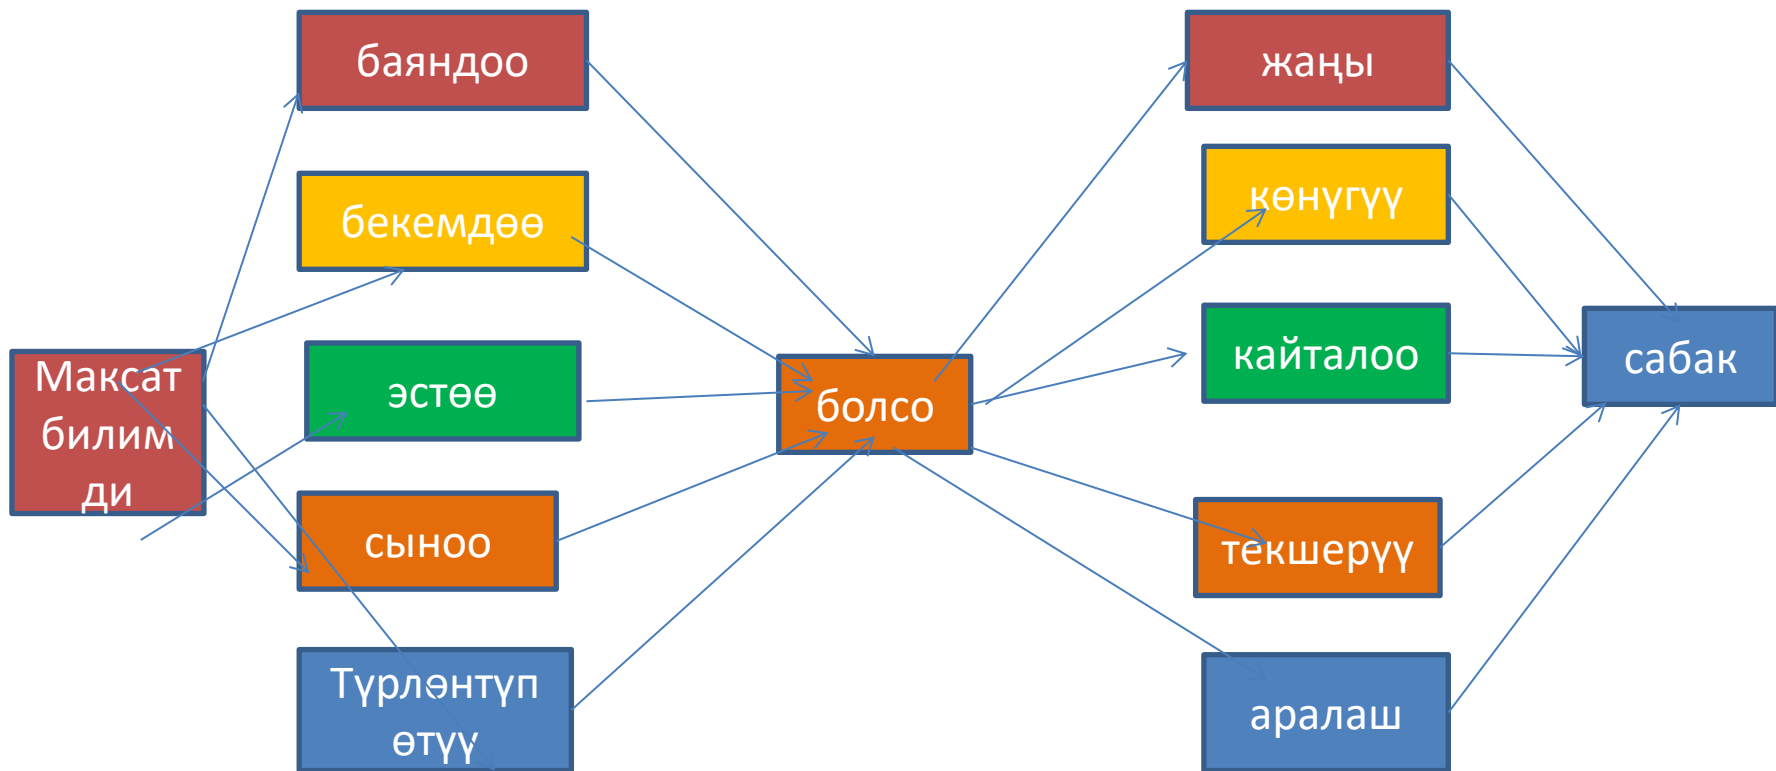 баяндоо
жаңы
көнүгүү
бекемдөө
кайталоо
сабак
Максат
билим
ди
эстөө
болсо
сыноо
текшерүү
Түрлөнтүп
өтүү
аралаш